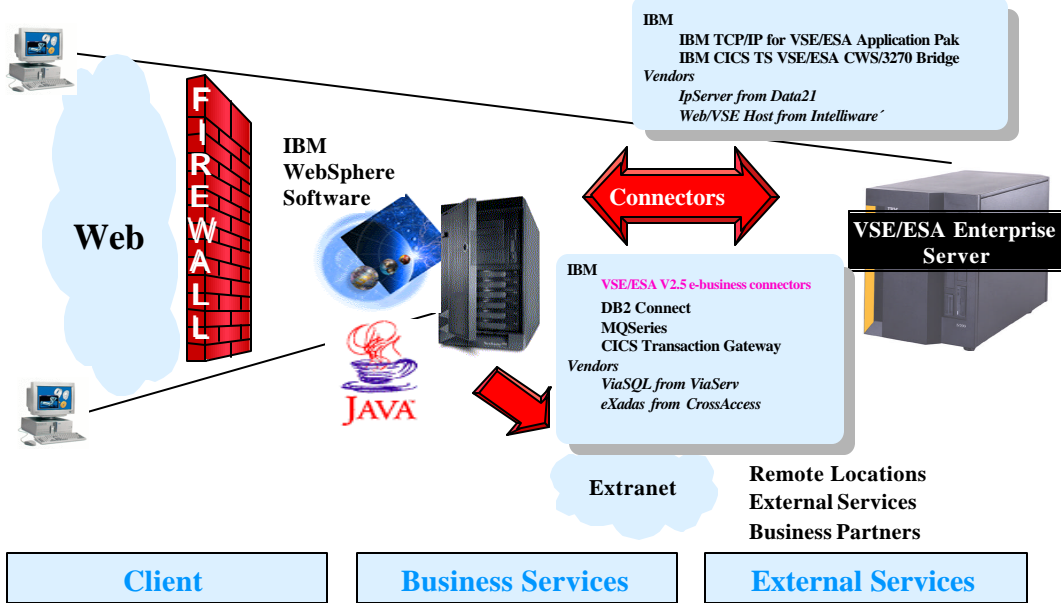 IBM
IBM TCP/IP for VSE/ESA Application Pak
IBM CICS TS VSE/ESA CWS/3270 Bridge
Vendors
IpServer from Data21
Web/VSE Host from Intelliware´
FIREWALL
IBM
WebSphere
Software
Web
Connectors
VSE/ESA Enterprise
Server
IBM
VSE/ESA V2.5 e-business connectors
DB2 Connect
MQSeries
CICS Transaction Gateway
Vendors
ViaSQL from ViaServ
eXadas from CrossAccess
JAVA™
Extranet
Remote Locations
External Services
Business Partners
Client
Business Services
External Services